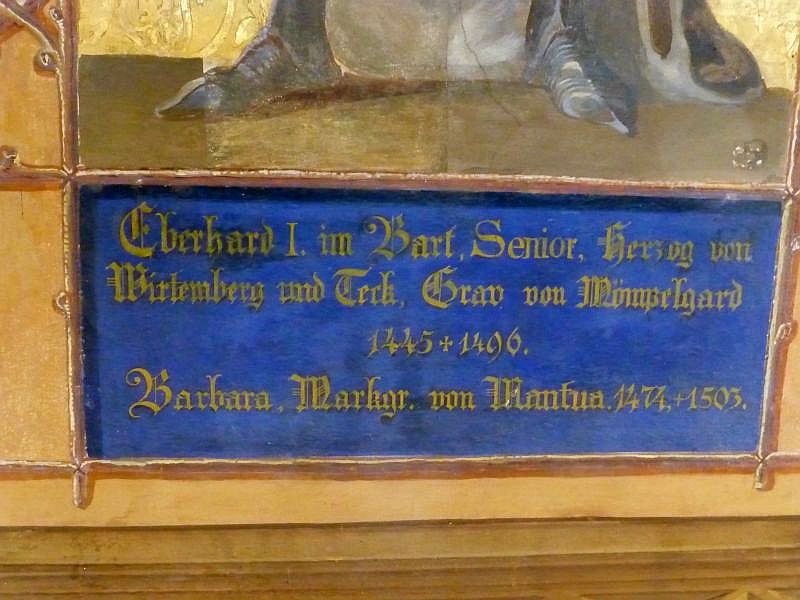 Eberhard I. im Bart, Senior, Herzog von
Wirtemberg und Teck, Grav von Mömpelgard
1445 + 1496.
Barbara, Markgr. von Mantua. 1474, + 1503.